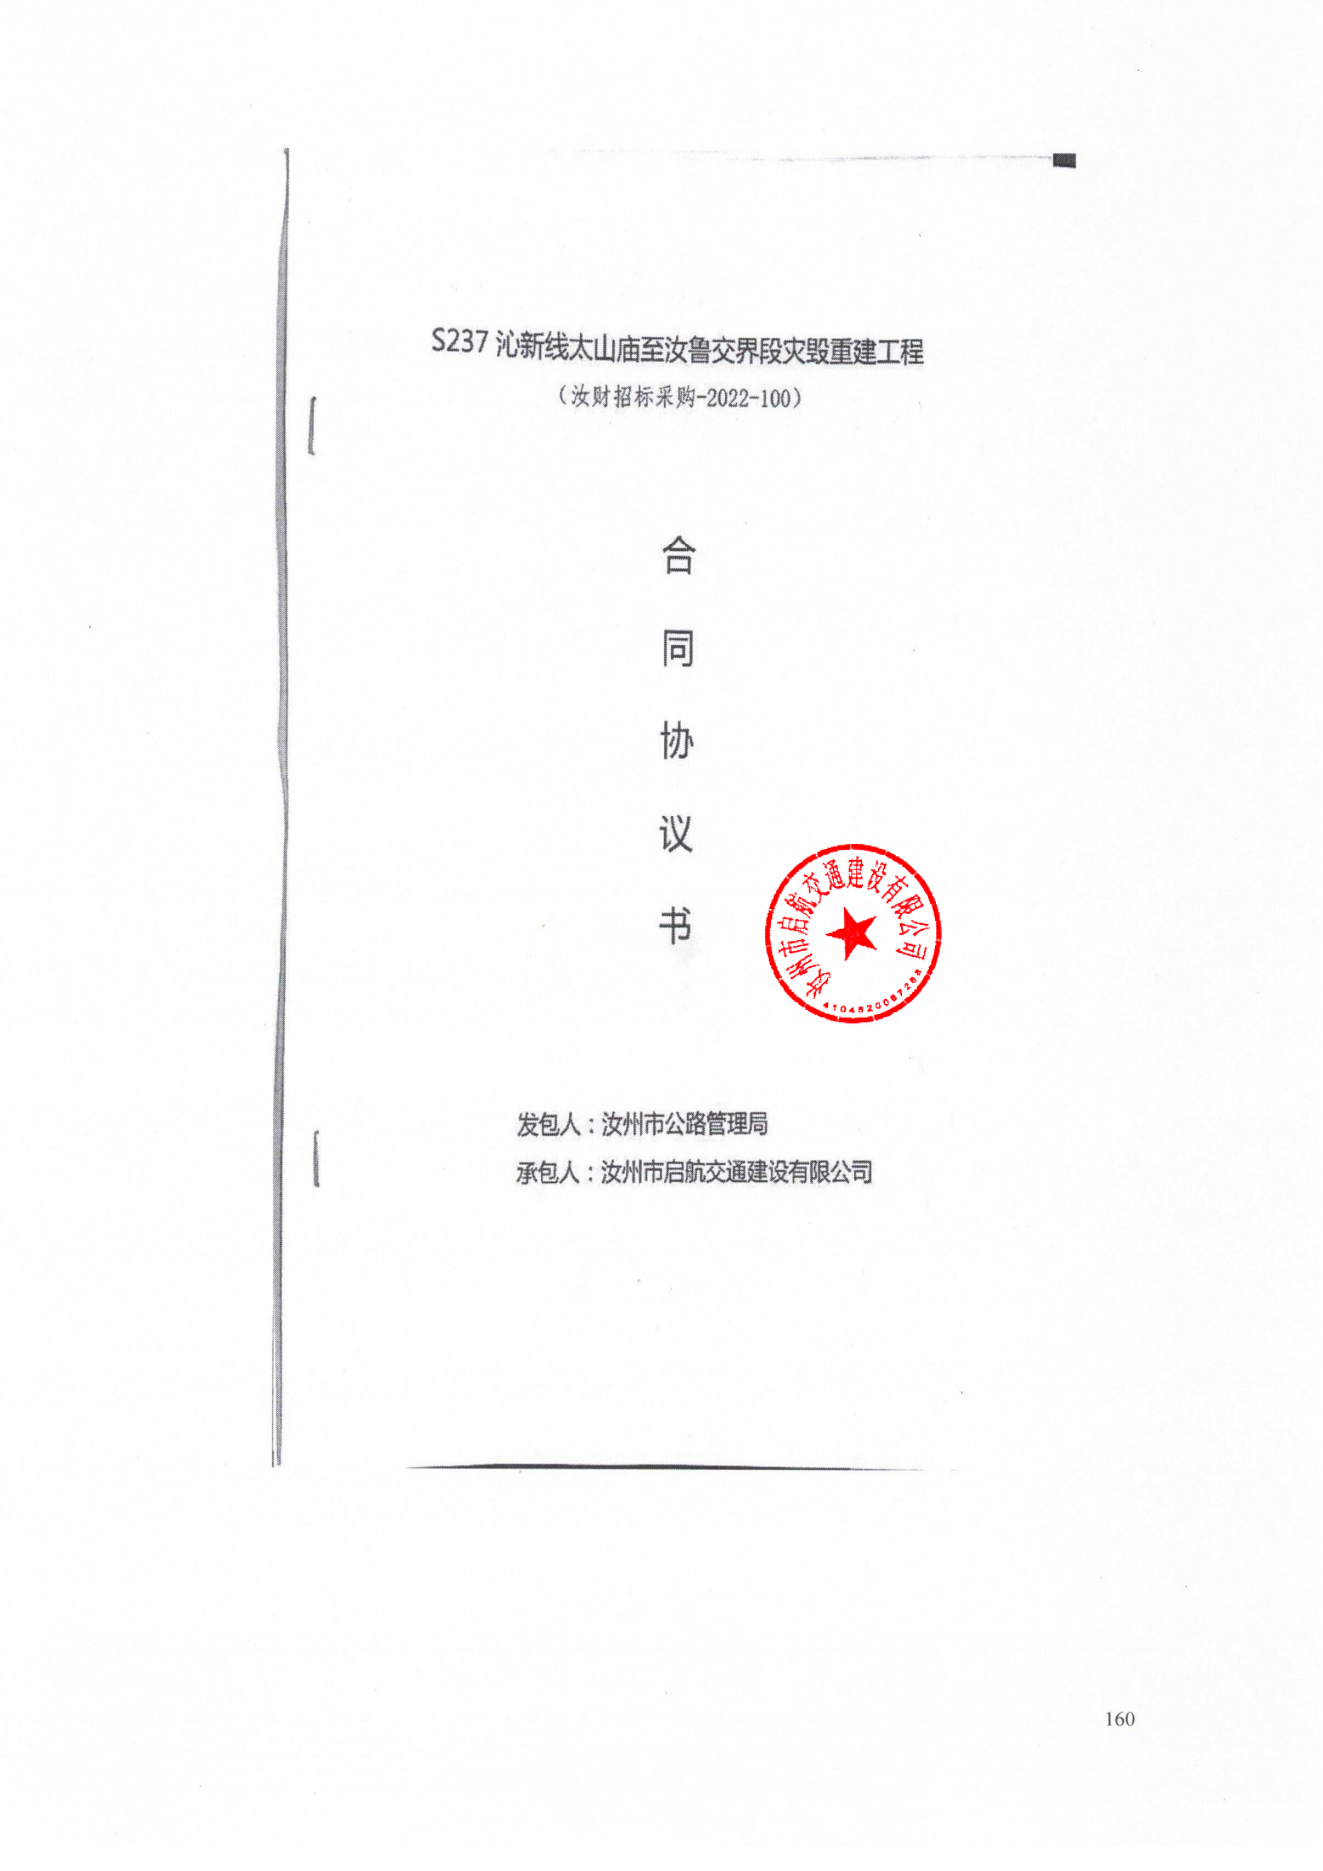 S237 沁新线太山庙至汝鲁交界段灾毁重建工程
（汝财招标采购-2022-100）
合
同
协
议
书
汝州市启航交通建设有限公司
发包人：汝州市公路管理局
承包人：汝州市启航交通建设有限公司
160